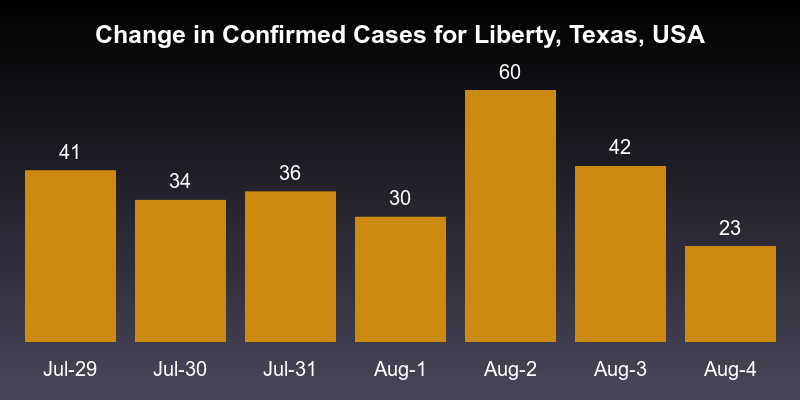 Change in Confirmed Cases for Liberty, Texas, USA
60
41
34
36
30
42
23
Jul-29
Jul-30
Jul-31
Aug-1
Aug-2
Aug-3
Aug-4